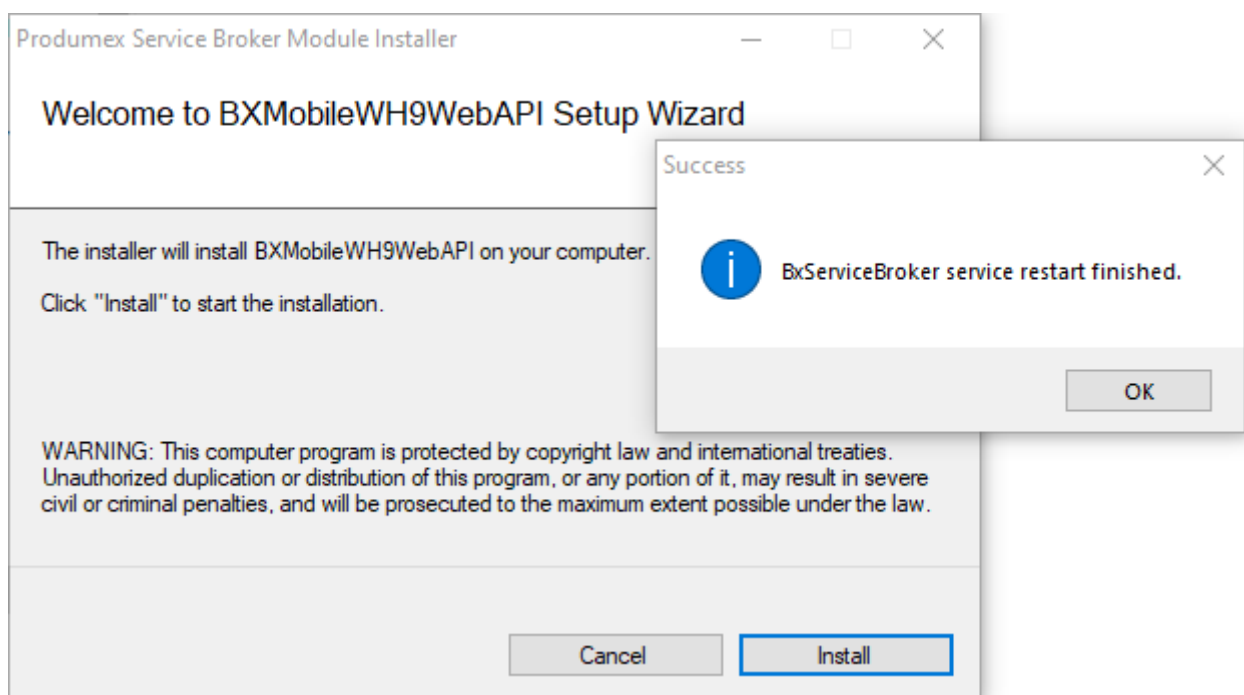 Produmex Service Broker Module Installer
Welcome to BXMobileWH9WebAPI Setup Wizard
Success
The installer will install BXMobileWH9WebAPI on your computer.
BxServiceBroker service restart finished.
Click "Install" to start the installation.
OK
WARNING: This computer program is protected by copyright law and international treaties.
Unauthorized duplication or distribution of this program, or any portion of it, may result in severe
civil or criminal penalties, and will be prosecuted to the maximum extent possible under the law.
Cancel
Install